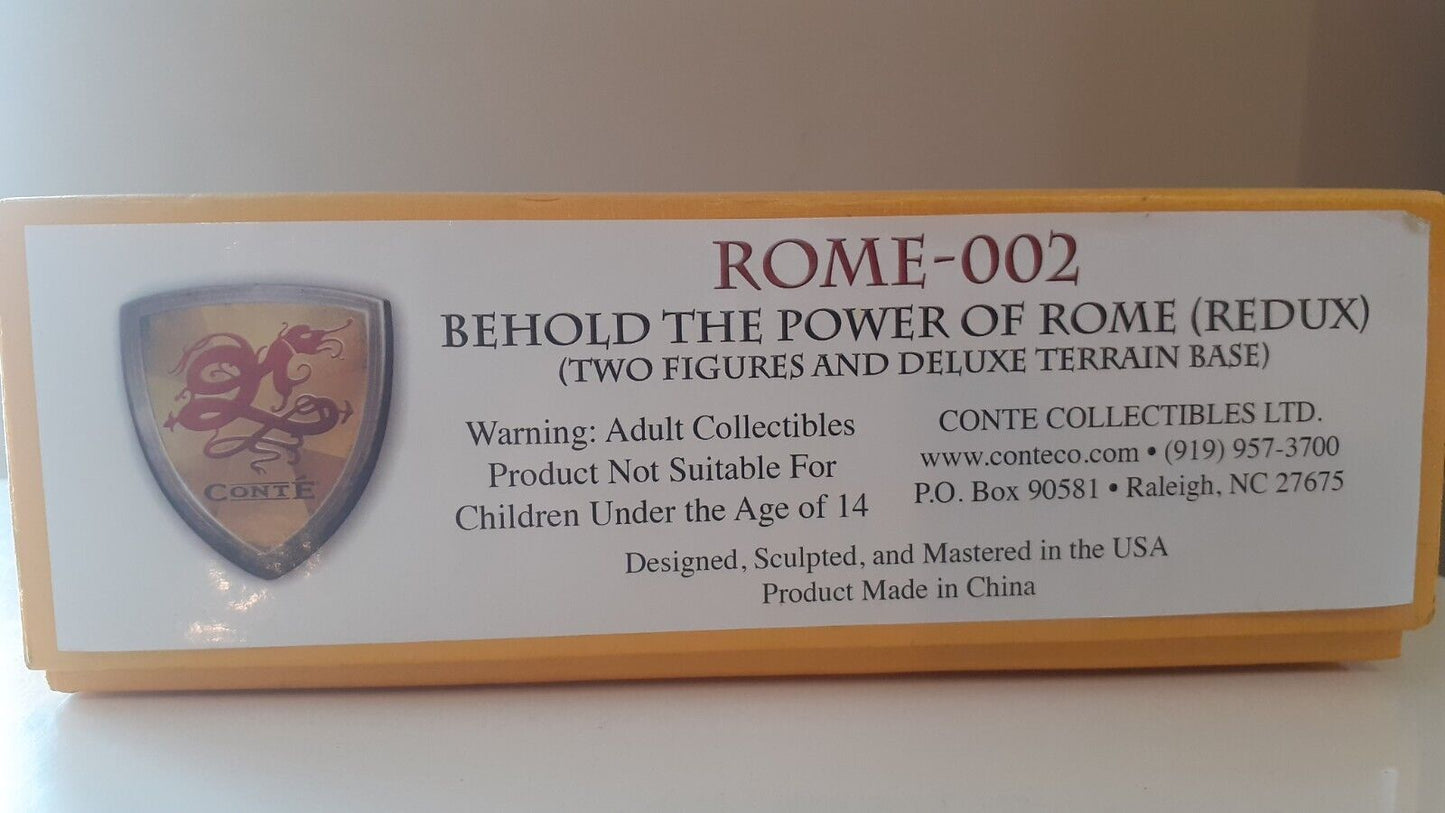 ROME-002
BEHOLD THE POWER OF ROME (REDUX)
(TWO FIGURES AND DELUXE TERRAIN BASE)
Warning: Adult Collectibles
Product Not Suitable For
Children Under the Age of 14
CONTE COLLECTIBLES LTD.
www.conteco.com • (919) 957-3700
P.O. Box 90581 • Raleigh, NC 27675
Designed, Sculpted, and Mastered in the USA
Product Made in China
CONTÉ